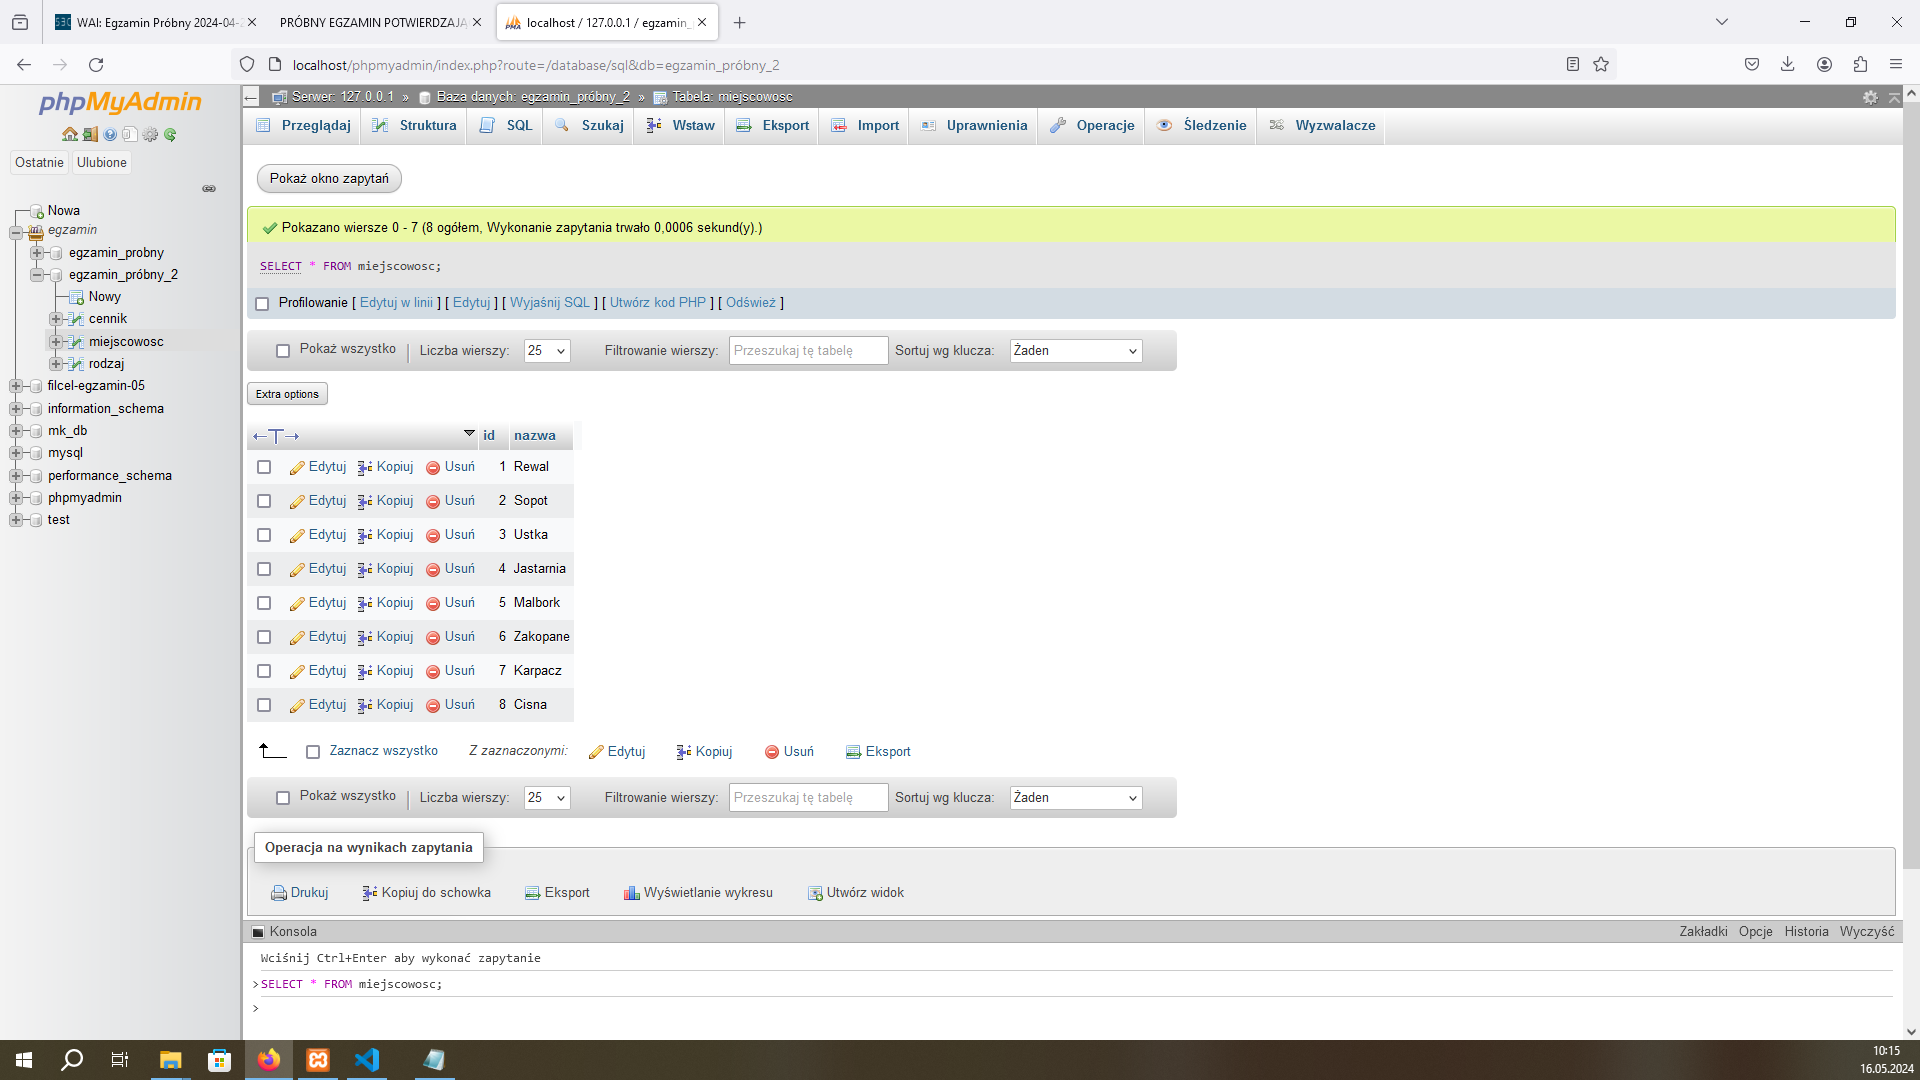 WAI: Egzamin Próbny 2024-04-
PRÓBNY EGZAMIN POTWIERDZAJĄ
localhost / 127.0.0.1 / egzamin_
localhost/phpmyadmin/index.php?route=/database/sql&db=egzamin_próbny_2
phpMyAdmin
Ostatnie Ulubione
Nowa
egzamin
egzamin_probny
egzamin_próbny_2
Nowy
cennik
miejscowosc
rodzaj
filcel-egzamin-05
information_schema
mk_db
mysql
performance_schema
phpmyadmin
test
Serwer: 127.0.0.1 » Baza danych: egzamin_próbny_2 » Tabela: miejscowosc
Przeglądaj Struktura SQL Szukaj Wstaw Eksport Import Uprawnienia Operacje Śledzenie Wyzwalacze
Pokaż okno zapytań
Pokazano wiersze 0 - 7 (8 ogółem, Wykonanie zapytania trwało 0,0006 sekund(y).)
SELECT * FROM miejscowosc;
Profilowanie [ Edytuj w linii ] [ Edytuj ] [ Wyjaśnij SQL ] [ Utwórz kod PHP ] [ Odśwież ]
Pokaż wszystko | Liczba wierszy: 25 Filtrowanie wierszy: Przeszukaj tę tabelę Sortuj wg klucza: Żaden
Extra options
←T→ id nazwa
Edytuj Kopiuj Usuń 1 Rewal
Edytuj Kopiuj Usuń 2 Sopot
Edytuj Kopiuj Usuń 3 Ustka
Edytuj Kopiuj Usuń 4 Jastarnia
Edytuj Kopiuj Usuń 5 Malbork
Edytuj Kopiuj Usuń 6 Zakopane
Edytuj Kopiuj Usuń 7 Karpacz
Edytuj Kopiuj Usuń 8 Cisna
Zaznacz wszystko Z zaznaczonymi: Edytuj Kopiuj Usuń Eksport
Pokaż wszystko | Liczba wierszy: 25 Filtrowanie wierszy: Przeszukaj tę tabelę Sortuj wg klucza: Żaden
Operacja na wynikach zapytania
Drukuj Kopiuj do schowka Eksport Wyświetlanie wykresu Utwórz widok
Konsola Zakładki Opcje Historia Wyczyść
Wciśnij Ctrl+Enter aby wykonać zapytanie
>SELECT * FROM miejscowosc;
>
10:15
16.05.2024